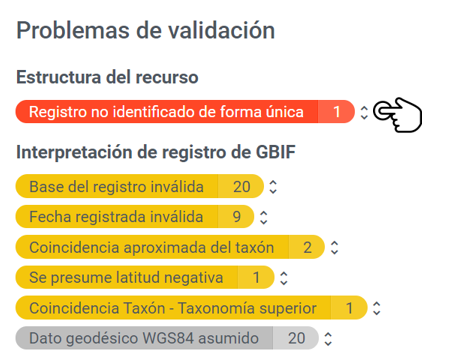 Problemas de validación
Estructura del recurso
Registro no identificado de forma única 1
Interpretación de registro de GBIF
Base del registro inválida 20
Fecha registrada inválida 9
Coincidencia aproximada del taxón 2
Se presume latitud negativa 1
Coincidencia Taxón - Taxonomía superior 1
Dato geodésico WGS84 asumido 20